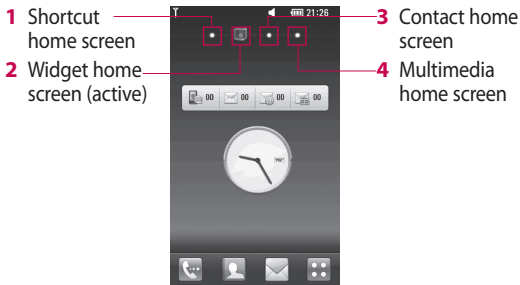 1 Shortcut
home screen
2 Widget home
screen (active)
21:26
00 00 00 00
PM
3 Contact home
screen
4 Multimedia
home screen